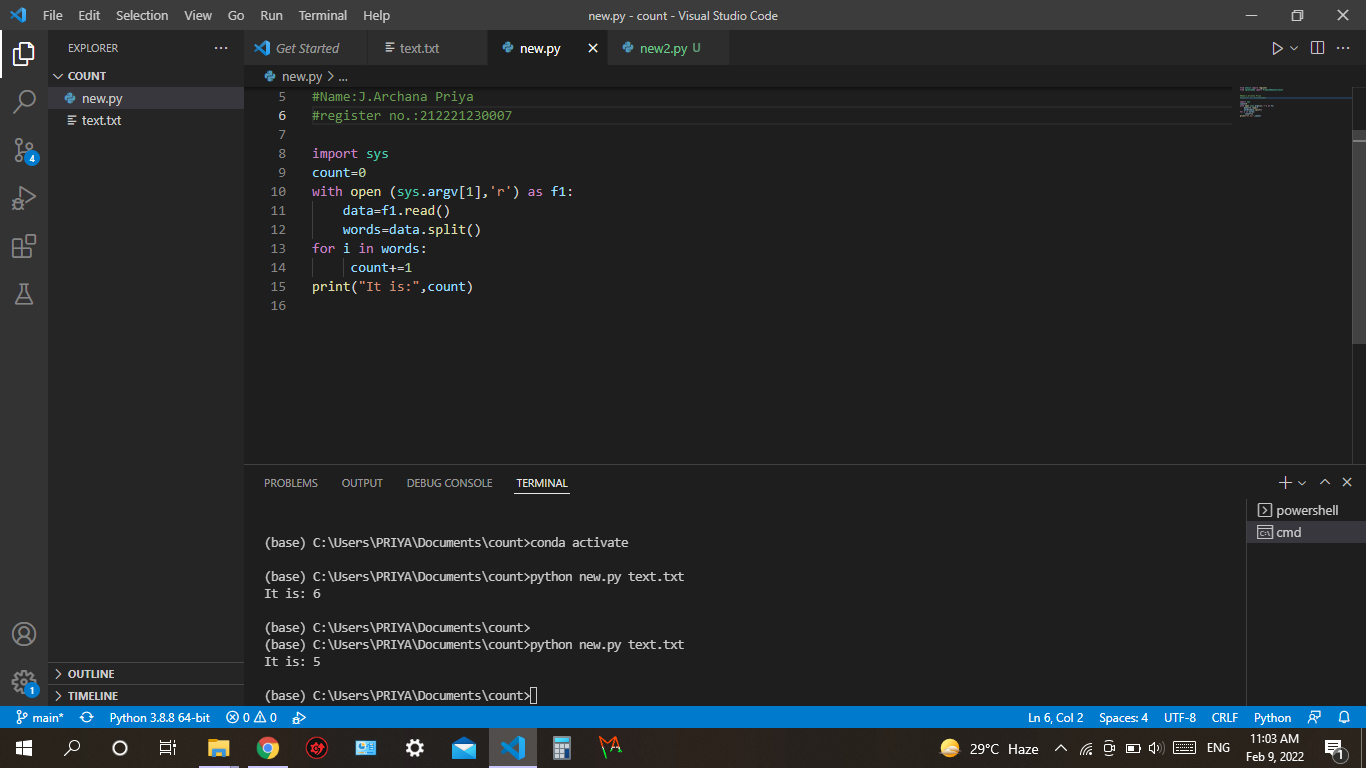 File Edit Selection View Go Run Terminal Help new.py - count - Visual Studio Code
EXPLORER
COUNT
new.py
text.txt
4
OUTLINE
TIMELINE
1
Get Started text.txt new.py new2.py U
new.py > ...
5 #Name:J.Archana Priya
6 #register no.:212221230007
7
8 import sys
9 count=0
10 with open (sys.argv[1],'r') as f1:
11 data=f1.read()
12 words=data.split()
13 for i in words:
14 count+=1
15 print("It is:",count)
16
PROBLEMS OUTPUT DEBUG CONSOLE TERMINAL
powershell
cmd
(base) C:\Users\PRIYA\Documents\count>conda activate
(base) C:\Users\PRIYA\Documents\count>python new.py text.txt
It is: 6
(base) C:\Users\PRIYA\Documents\count>
(base) C:\Users\PRIYA\Documents\count>python new.py text.txt
It is: 5
(base) C:\Users\PRIYA\Documents\count>
main* Python 3.8.8 64-bit 0 0 Ln 6, Col 2 Spaces: 4 UTF-8 CRLF Python
29°C Haze ENG 11:03 AM
Feb 9, 2022
1